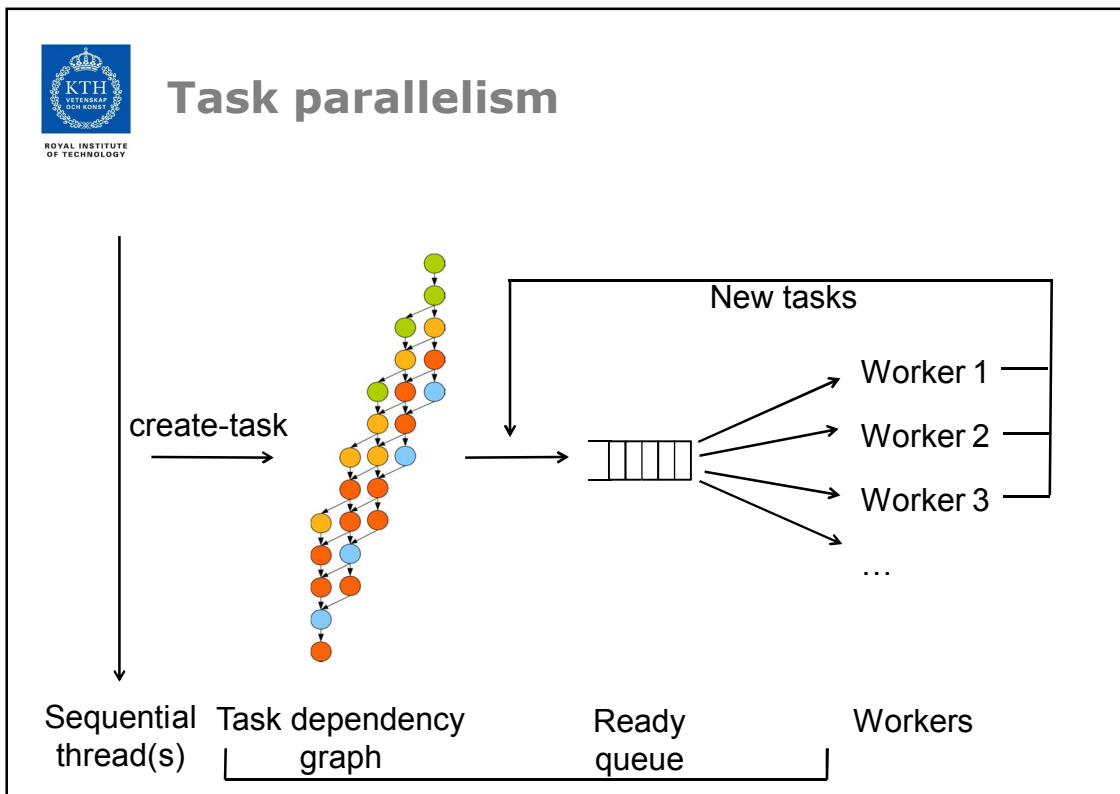 KTH
VETENSKAP
OCH KONST
ROYAL INSTITUTE
OF TECHNOLOGY
Task parallelism
New tasks
create-task
Worker 1
Worker 2
Worker 3
…
Sequential
thread(s)
Task dependency
graph
Ready
queue
Workers